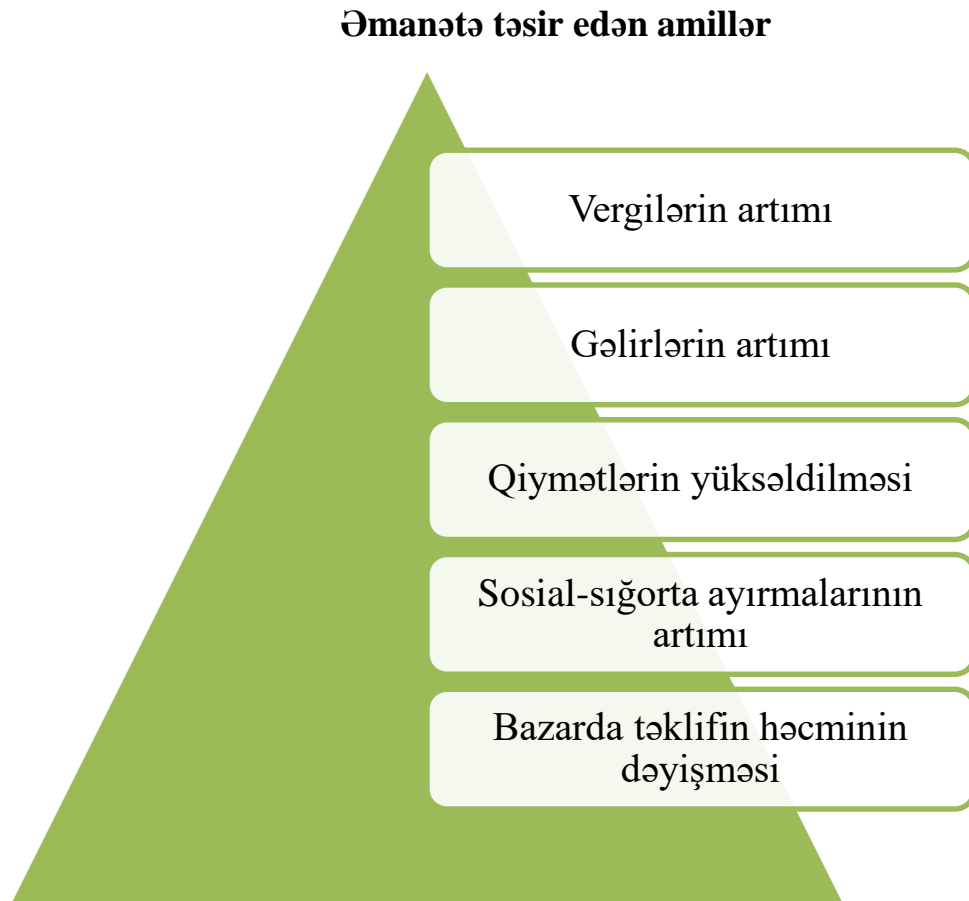 Əmanətə təsir edən amillər
Vergilərin artımı
Gəlirlərin artımı
Qiymətlərin yüksəldilməsi
Sosial-sığorta ayırmalarının
artımı
Bazarda təklifin həcminin
dəyişməsi